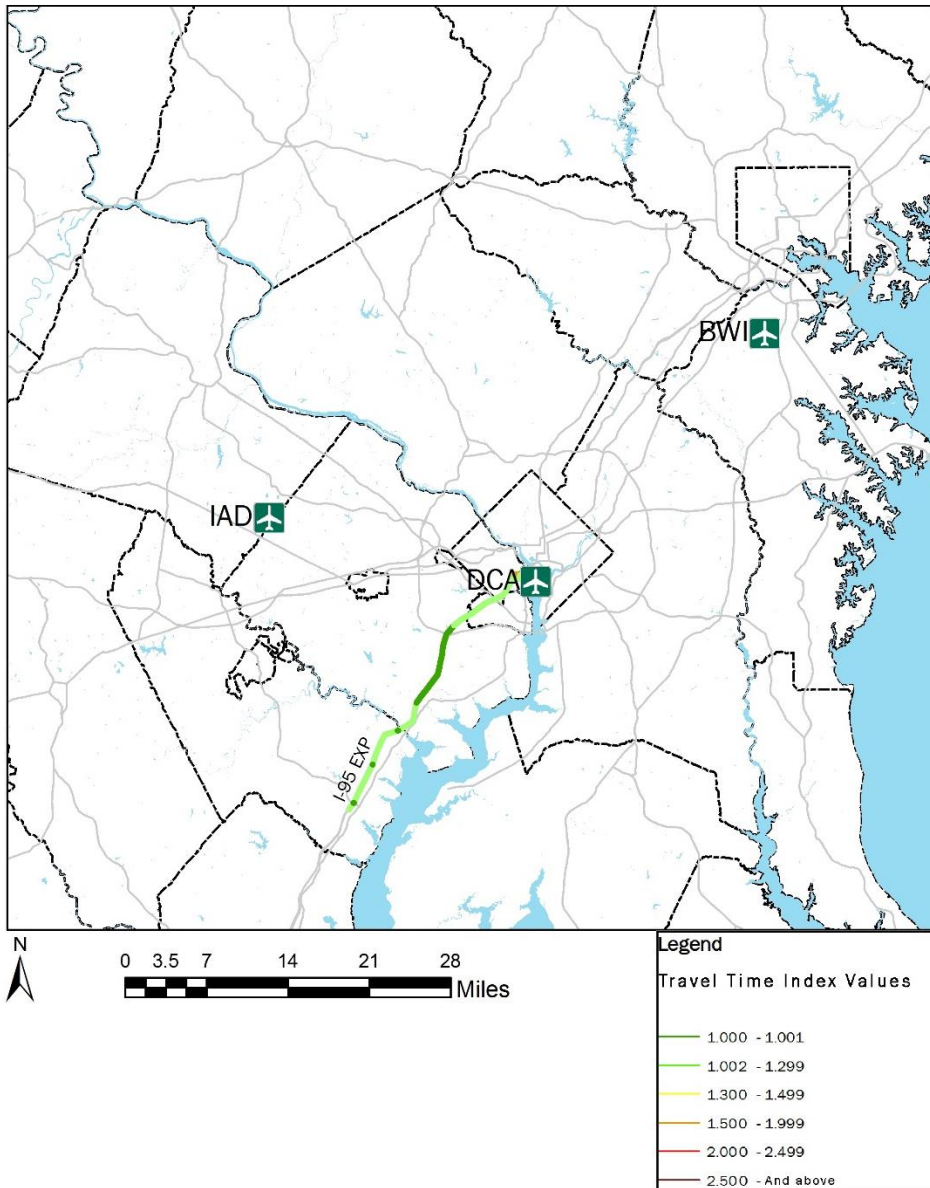 BWI
IAD
DCA
I-95 EXP
N
0 3.5 7 14 21 28
Miles
Legend
Travel Time Index Values
1.000 - 1.001
1.002 - 1.299
1.300 - 1.499
1.500 - 1.999
2.000 - 2.499
2.500 - And above